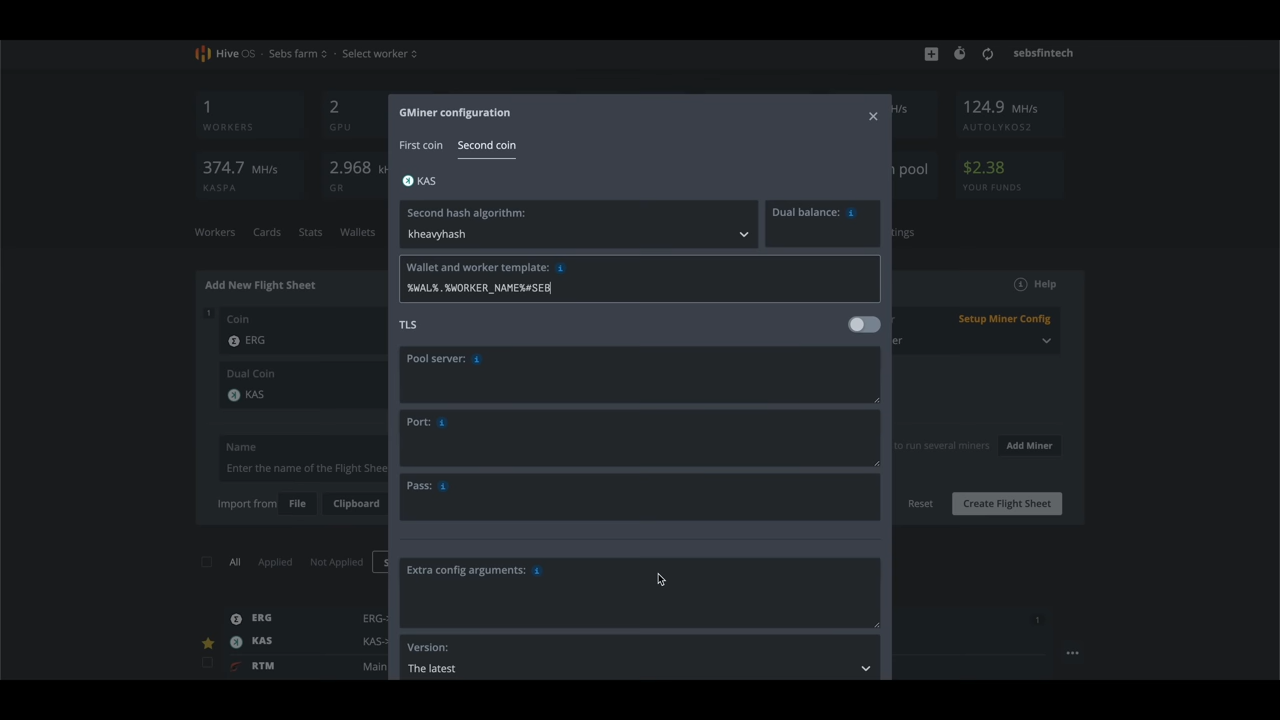 Hive OS · Sebs farm · Select worker sebsfintech
1 WORKERS
2 GPU
H/s
124.9 MH/s AUTOLYKOS2
374.7 MH/s KASPA
2.968 kH GR
pool
$2.38 YOUR FUNDS
Workers Cards Stats Wallets
Add New Flight Sheet
Help
1
Coin
ERG
Dual Coin
KAS
Setup Miner Config
Name
Enter the name of the Flight Shee
to run several miners Add Miner
Import from File Clipboard
Reset Create Flight Sheet
All Applied Not Applied
ERG ERG-> 1
KAS KAS->
RTM Main
GMiner configuration
First coin Second coin
KAS
Second hash algorithm:
kheavyhash
Dual balance:
Wallet and worker template:
%WAL%.%WORKER_NAME%#SEB
TLS
Pool server:
Port:
Pass:
Extra config arguments:
Version:
The latest